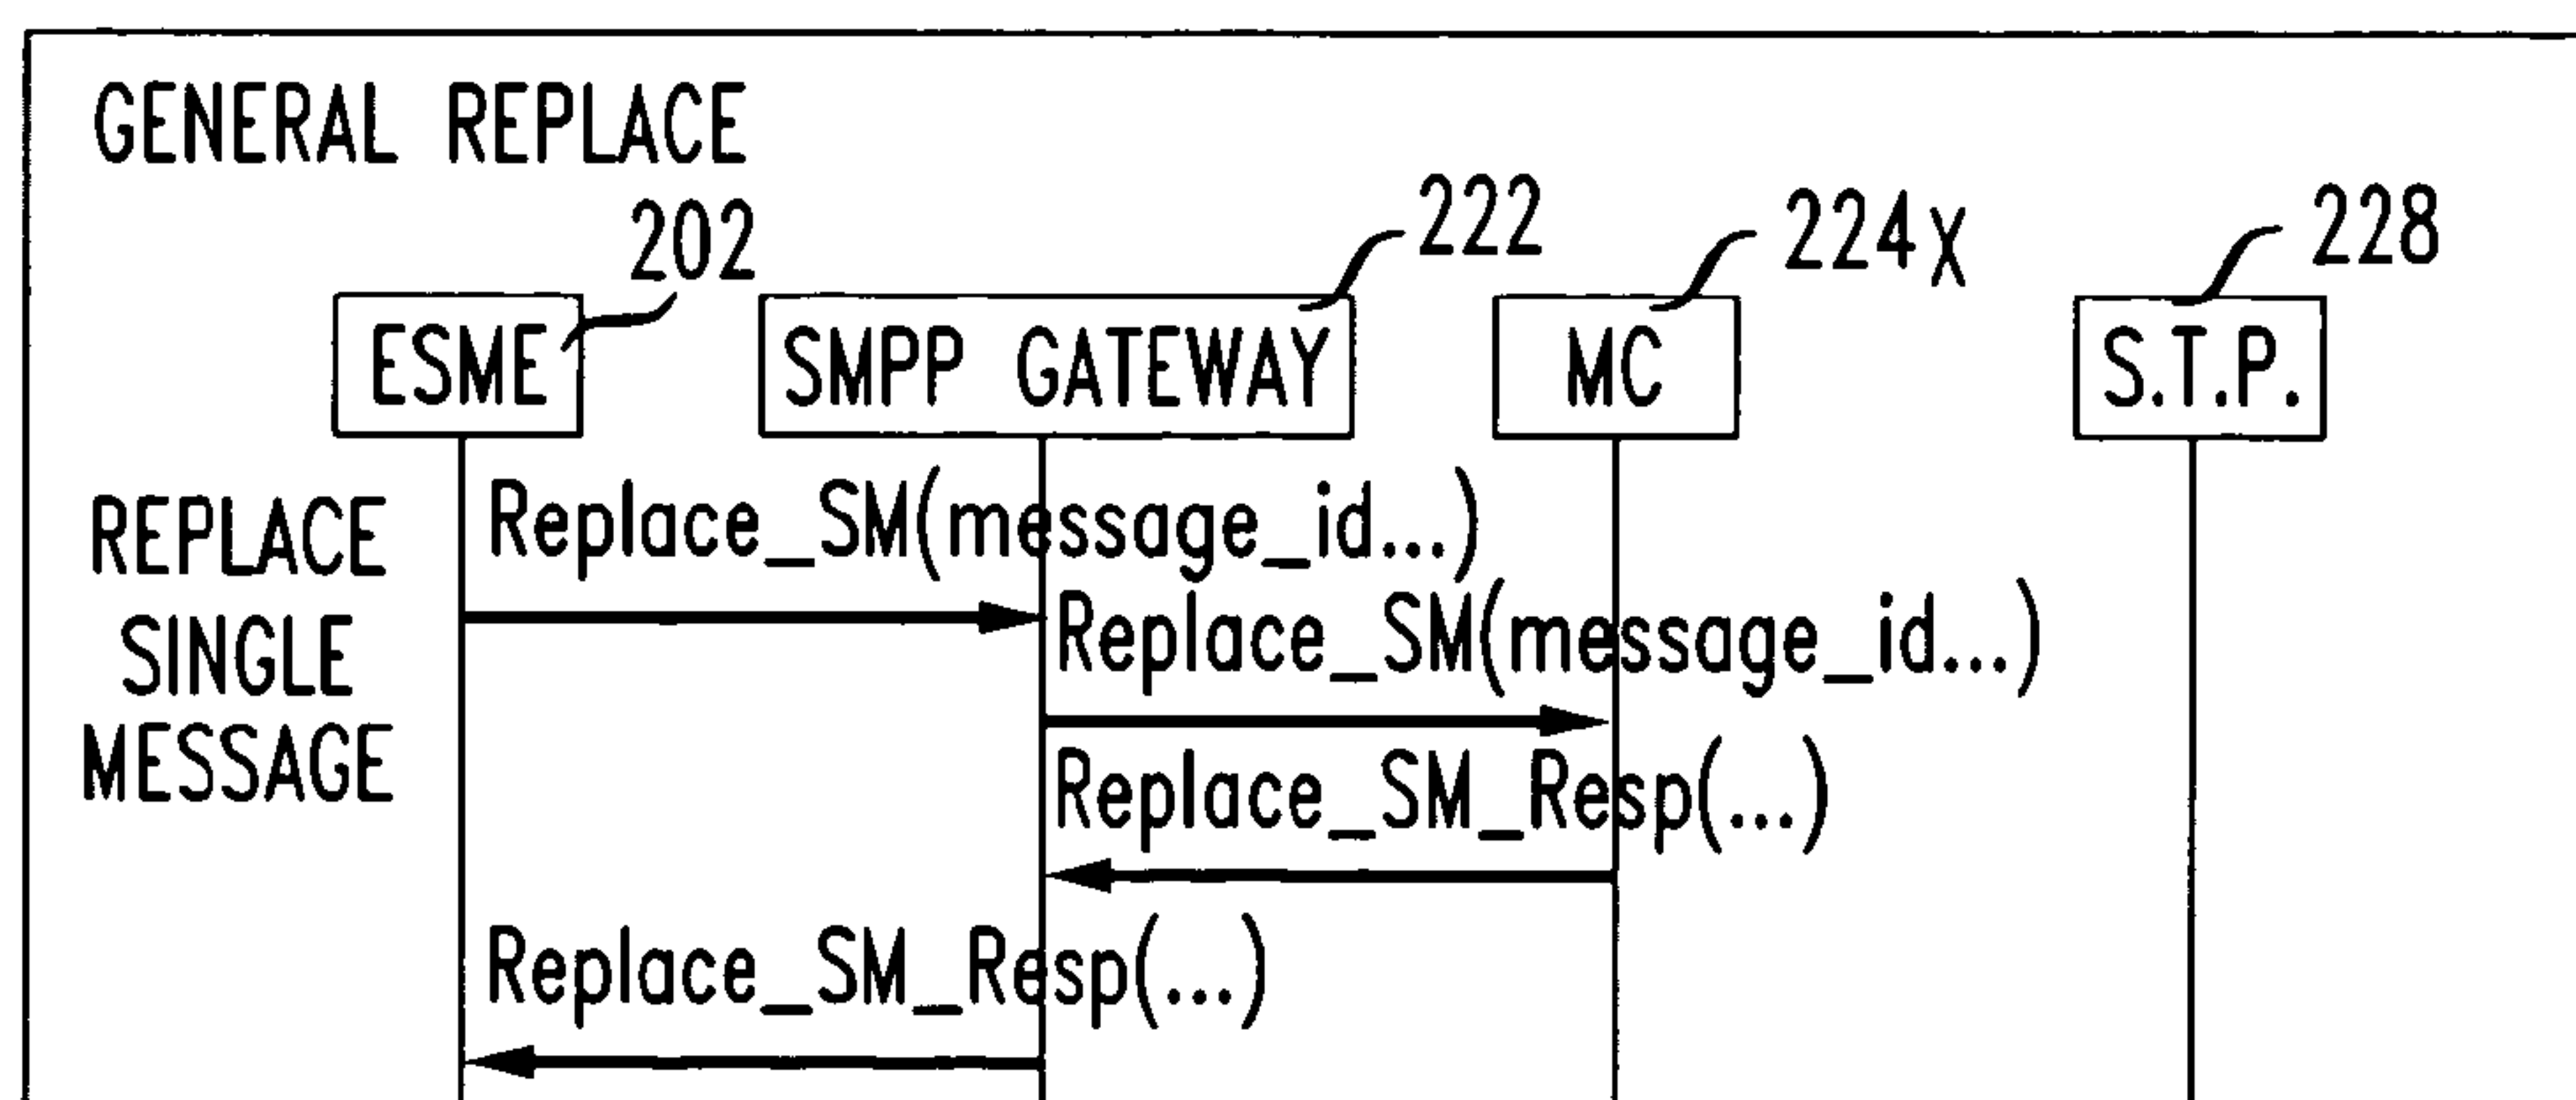 GENERAL REPLACE
202
222
224X
228
ESME
SMPP GATEWAY
MC
S.T.P.
REPLACE
SINGLE
MESSAGE
Replace_SM(message_id...)
Replace_SM(message_id...)
Replace_SM_Resp(...)
Replace_SM_Resp(...)